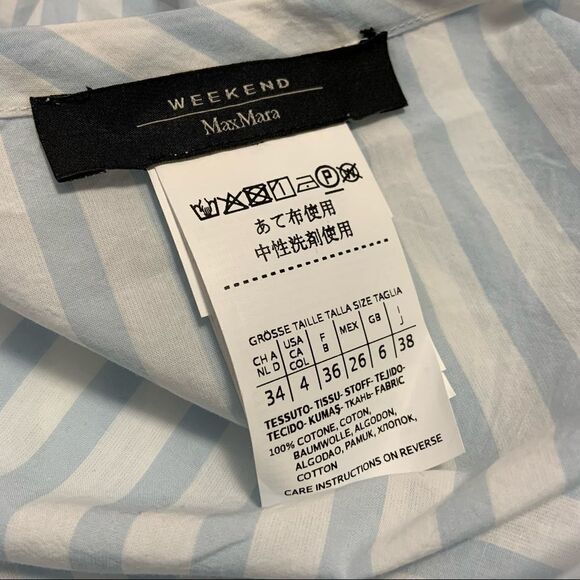 WEEKEND
MaxMara
P
あて布使用
中性洗剤使用
GRÖSSE TAILLE TALLA SIZE TAGLIA
CH A USA F MEX GB I
NL D CA B J
COL
34 4 36 26 6 38
TESSUTO-TISSU-STOFF-TEJIDO-
TECIDO-KUMAŞ-ТКАНЬ-FABRIC
100% COTONE, COTON,
BAUMWOLLE, ALGODON,
ALGODAO, PAMUK, ХЛОПОК,
COTTON
CARE INSTRUCTIONS ON REVERSE